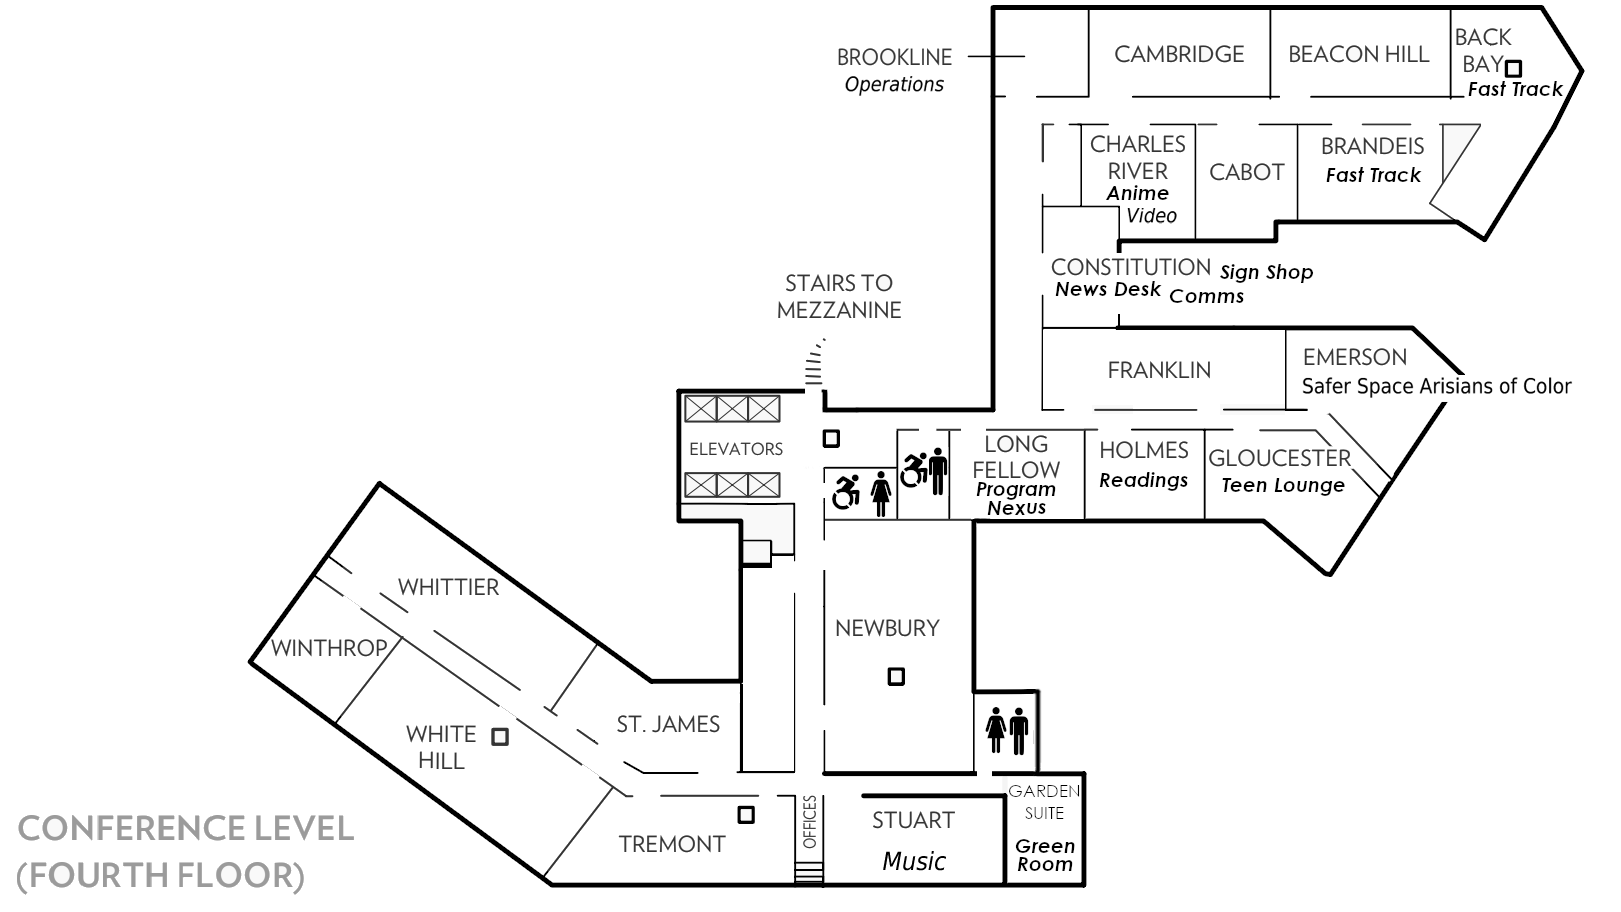 BROOKLINE
Operations
CAMBRIDGE
BEACON HILL
BACK
BAY
Fast Track
CHARLES
RIVER
Anime
Video
CABOT
BRANDEIS
Fast Track
CONSTITUTION
Sign Shop
News Desk
Comms
STAIRS TO
MEZZANINE
FRANKLIN
EMERSON
Safer Space Arisians of Color
ELEVATORS
LONG
FELLOW
Program
Nexus
HOLMES
Readings
GLOUCESTER
Teen Lounge
WHITTIER
WINTHROP
WHITE
HILL
ST. JAMES
NEWBURY
TREMONT
OFFICES
STUART
Music
GARDEN
SUITE
Green
Room
CONFERENCE LEVEL
(FOURTH FLOOR)